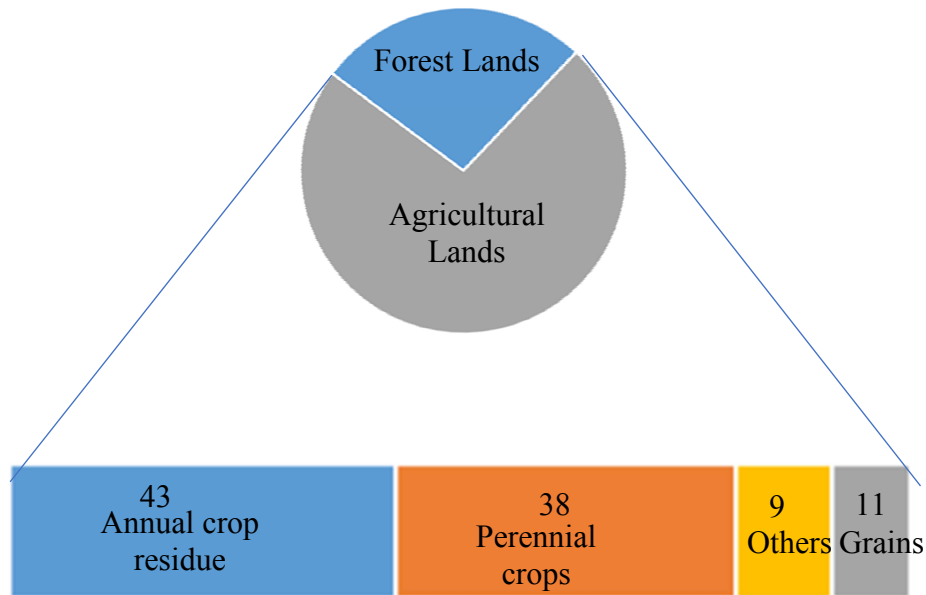 Forest Lands
Agricultural
Lands
43
Annual crop
residue
38
Perennial
crops
9
Others
11
Grains